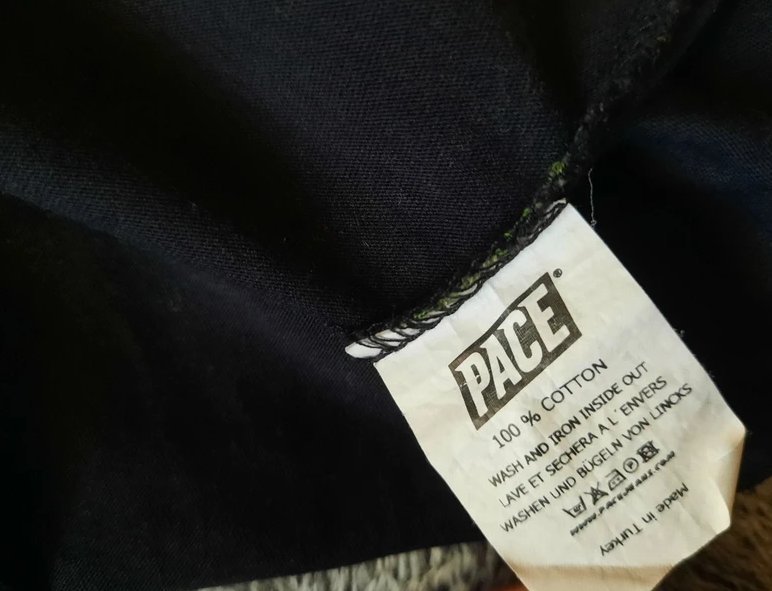 PACE®
100 % COTTON
WASH AND IRON INSIDE OUT
LAVE ET SECHERA A L´ENVERS
WASHEN UND BÜGELN VON LINCKS
Made in Turkey